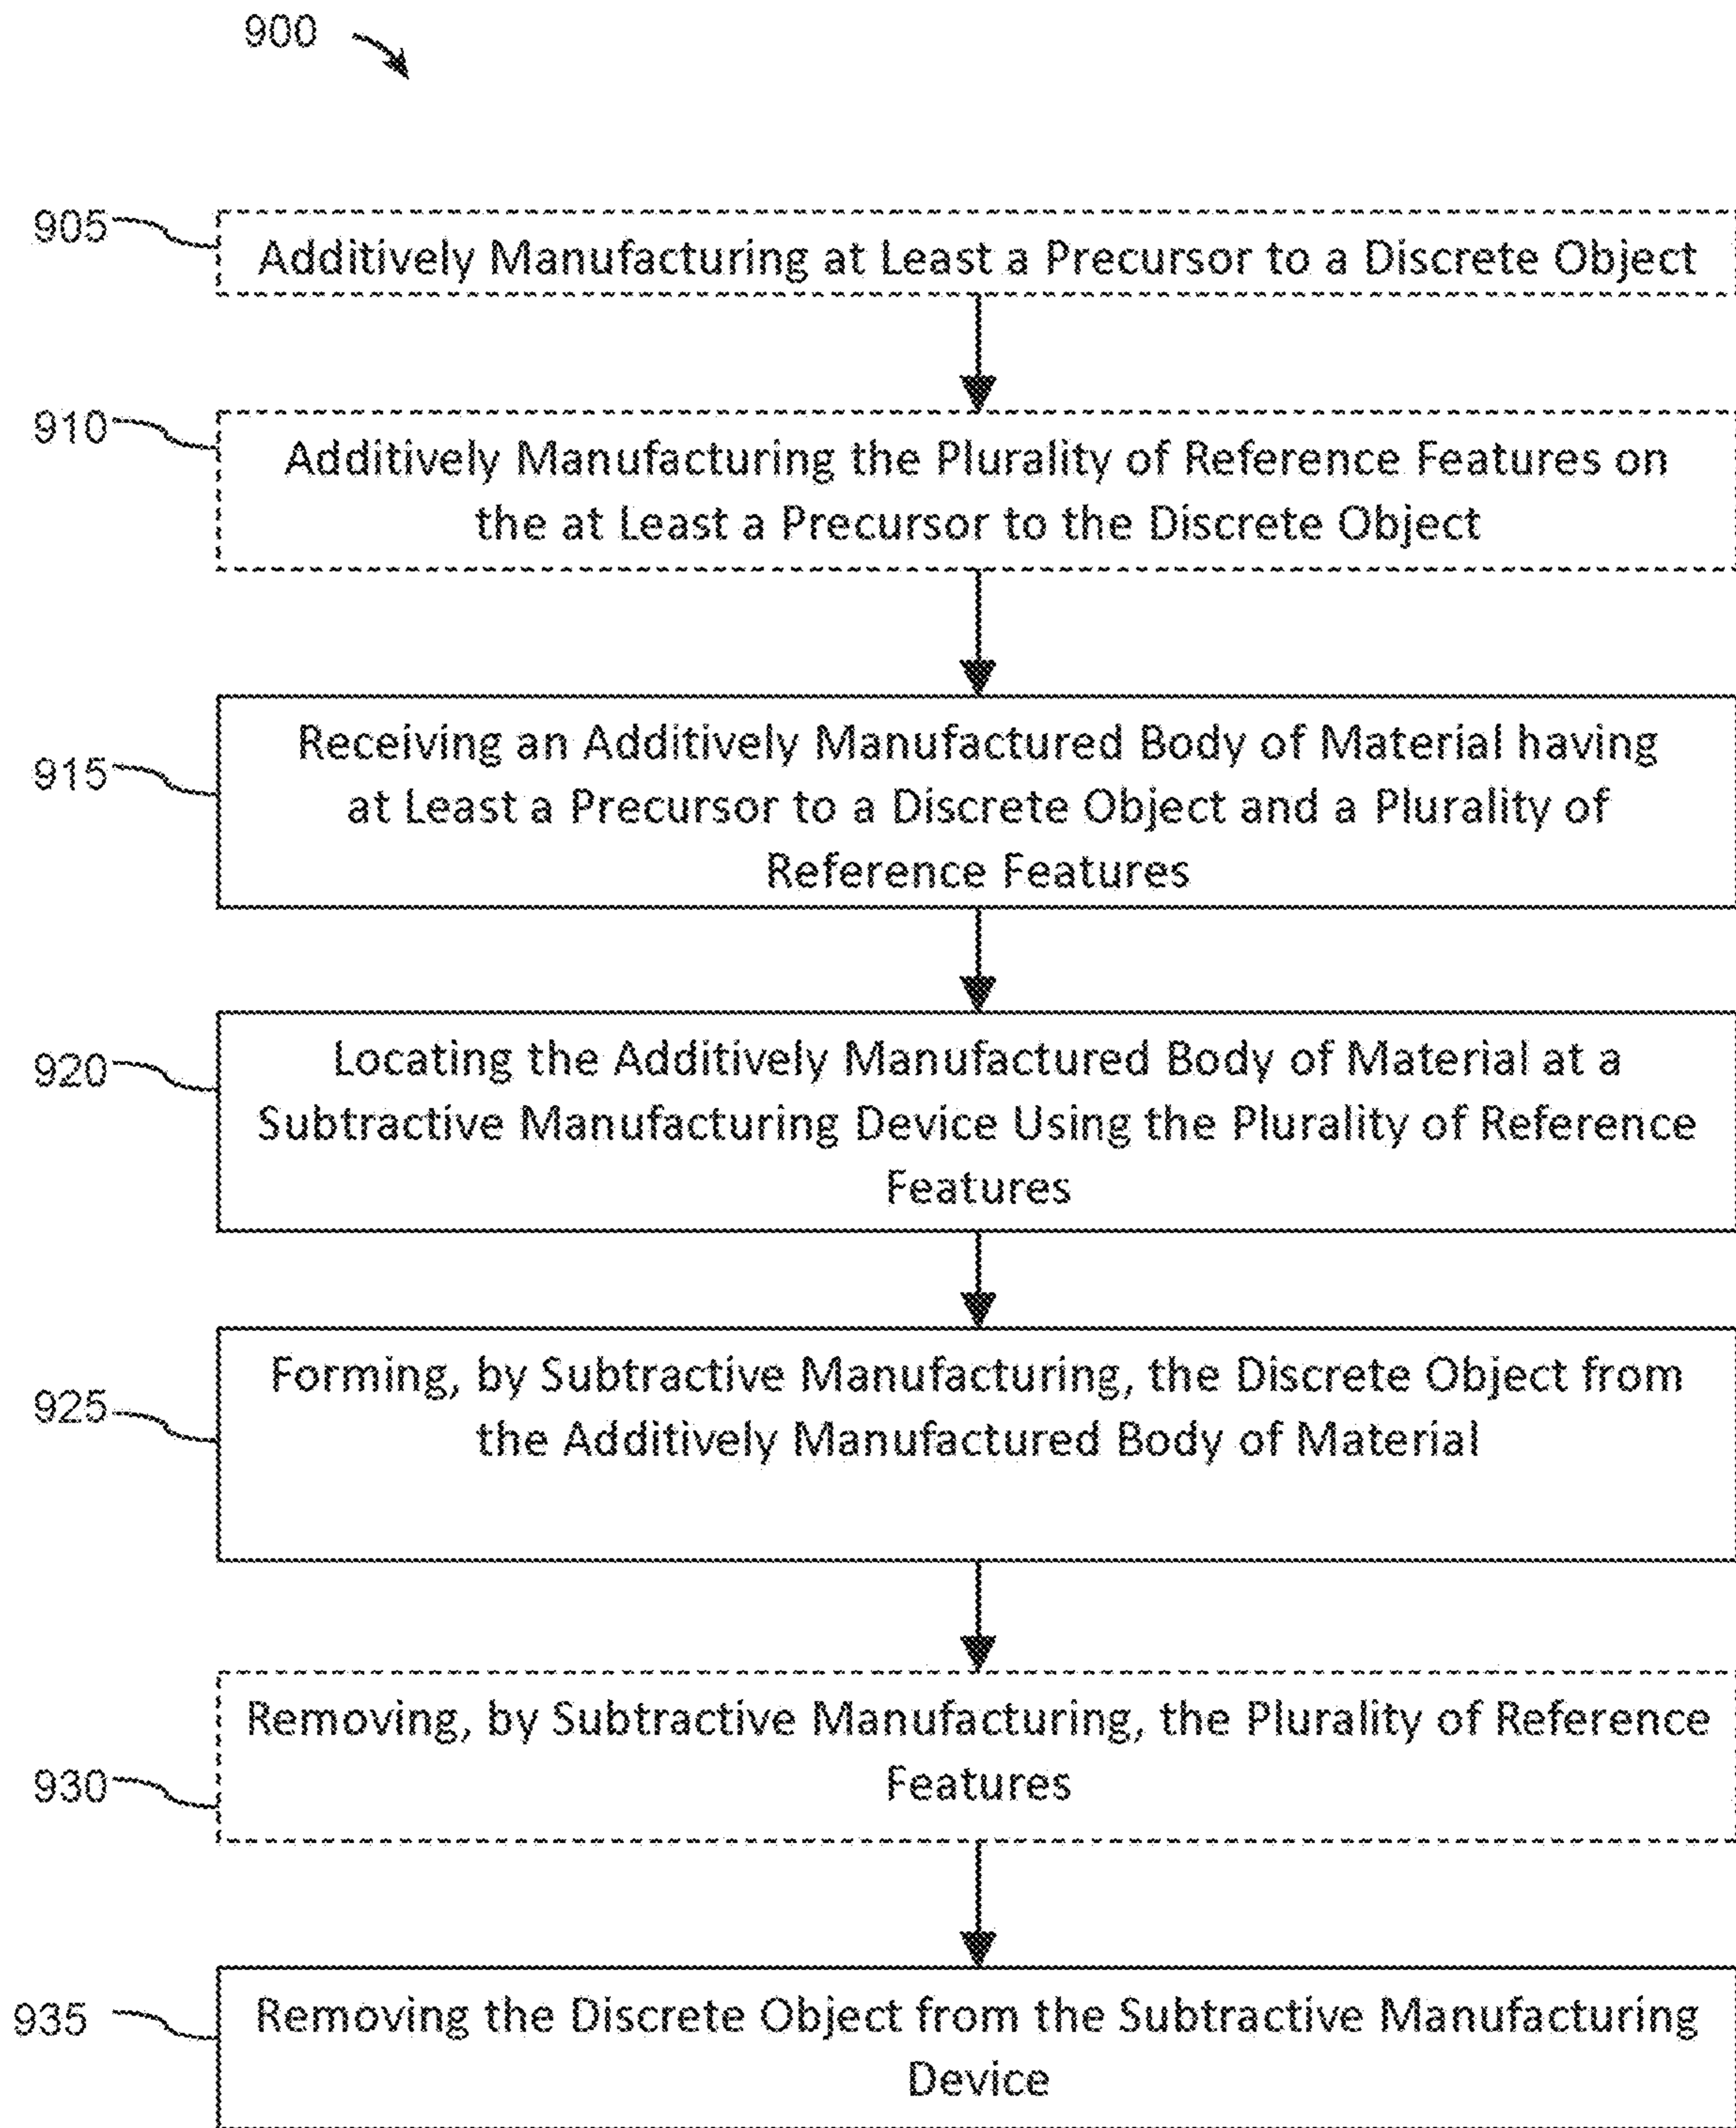 900
905
Additively Manufacturing at Least a Precursor to a Discrete Object
910
Additively Manufacturing the Plurality of Reference Features on
the at Least a Precursor to the Discrete Object
915
Receiving an Additively Manufactured Body of Material having
at Least a Precursor to a Discrete Object and a Plurality of
Reference Features
920
Locating the Additively Manufactured Body of Material at a
Subtractive Manufacturing Device Using the Plurality of Reference
Features
925
Forming, by Subtractive Manufacturing, the Discrete Object from
the Additively Manufactured Body of Material
930
Removing, by Subtractive Manufacturing, the Plurality of Reference
Features
935
Removing the Discrete Object from the Subtractive Manufacturing
Device